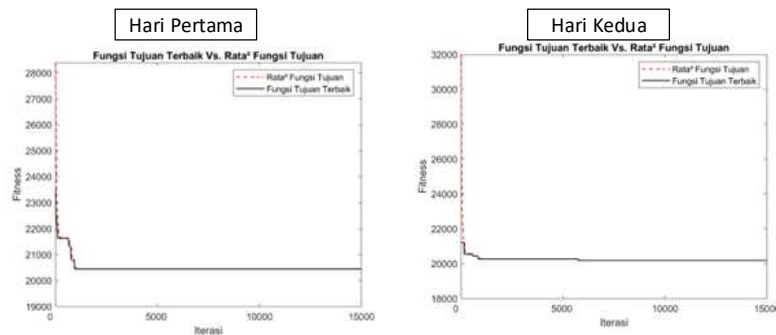 Hari Pertama
Fungsi Tujuan Terbaik Vs. Rata² Fungsi Tujuan
28000
27000
26000
25000
24000
23000
22000
21000
20000
19000
Fitness
Rata² Fungsi Tujuan
Fungsi Tujuan Terbaik
0
5000
10000
15000
Iterasi
Hari Kedua
Fungsi Tujuan Terbaik Vs. Rata² Fungsi Tujuan
32000
30000
28000
26000
24000
22000
20000
18000
Fitness
Rata² Fungsi Tujuan
Fungsi Tujuan Terbaik
0
5000
10000
15000
Iterasi